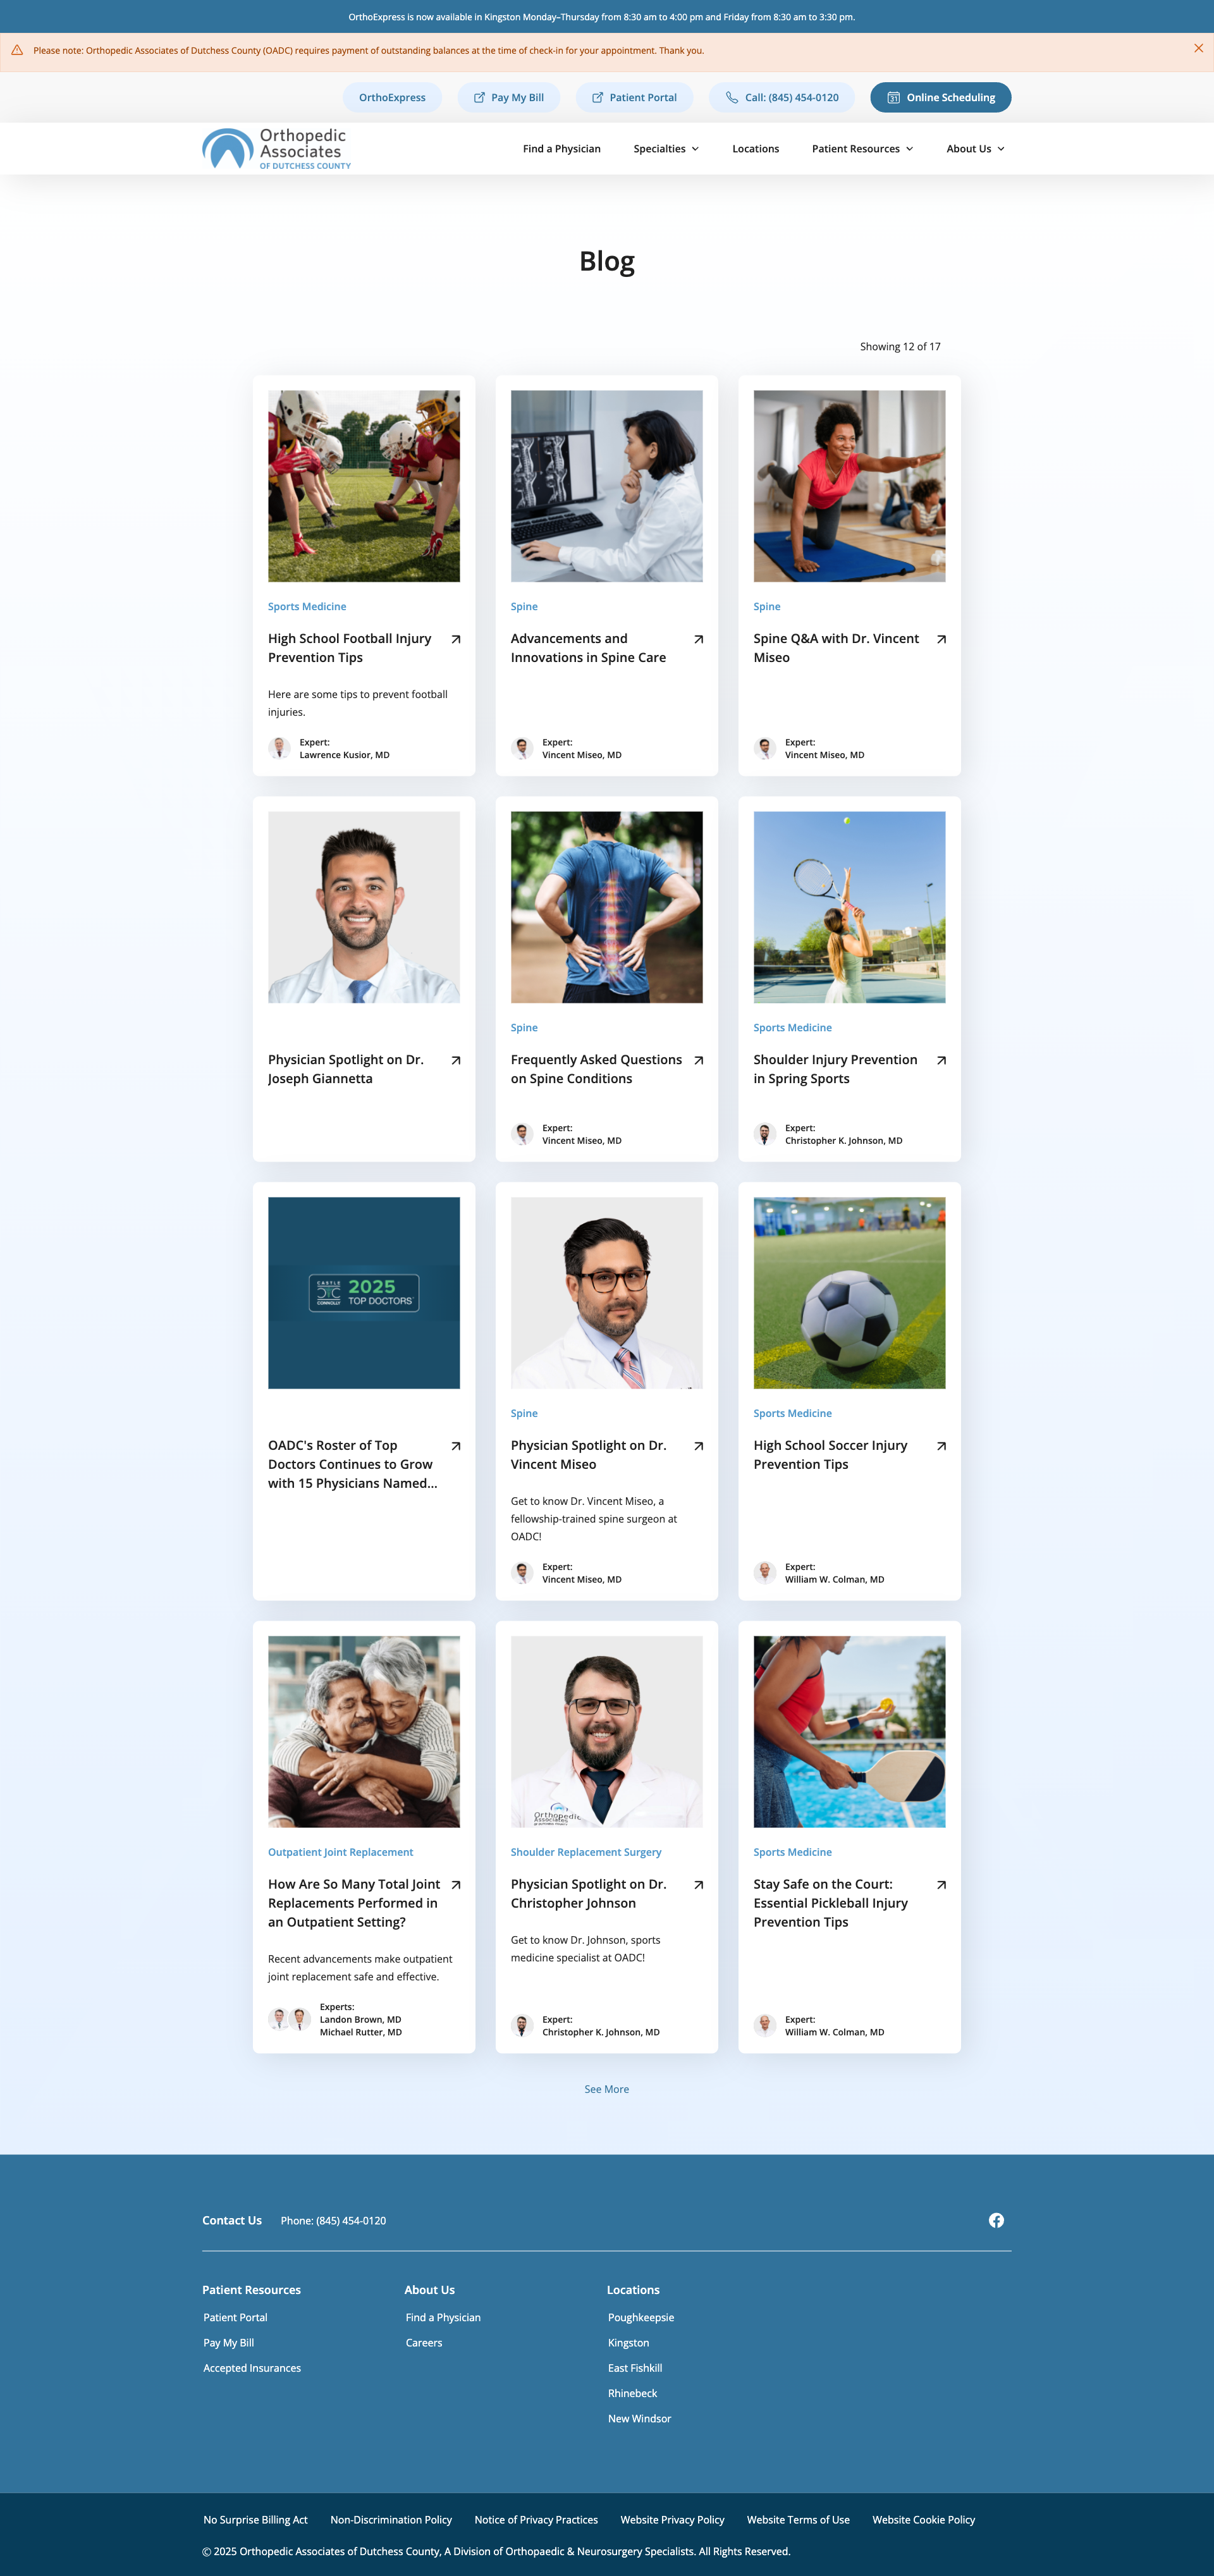 OrthoExpress is now available in Kingston Monday–Thursday from 8:30 am to 4:00 pm and Friday from 8:30 am to 3:30 pm.
Please note: Orthopedic Associates of Dutchess County (OADC) requires payment of outstanding balances at the time of check-in for your appointment. Thank you.
OrthoExpress
Pay My Bill
Patient Portal
Call: (845) 454-0120
31
Online Scheduling
Orthopedic
Associates
OF DUTCHESS COUNTY
Find a Physician
Specialties
Locations
Patient Resources
About Us
Blog
Showing 12 of 17
Sports Medicine
High School Football Injury
Prevention Tips
Here are some tips to prevent football
injuries.
Expert:
Lawrence Kusior, MD
Spine
Advancements and
Innovations in Spine Care
Expert:
Vincent Miseo, MD
Spine
Spine Q&A with Dr. Vincent
Miseo
Expert:
Vincent Miseo, MD
Physician Spotlight on Dr.
Joseph Giannetta
Spine
Frequently Asked Questions
on Spine Conditions
Expert:
Vincent Miseo, MD
Sports Medicine
Shoulder Injury Prevention
in Spring Sports
Expert:
Christopher K. Johnson, MD
CASTLE
CONNOLLY
2025
TOP DOCTORS
OADC's Roster of Top
Doctors Continues to Grow
with 15 Physicians Named...
Spine
Physician Spotlight on Dr.
Vincent Miseo
Get to know Dr. Vincent Miseo, a
fellowship-trained spine surgeon at
OADC!
Expert:
Vincent Miseo, MD
Sports Medicine
High School Soccer Injury
Prevention Tips
Expert:
William W. Colman, MD
Outpatient Joint Replacement
How Are So Many Total Joint
Replacements Performed in
an Outpatient Setting?
Recent advancements make outpatient
joint replacement safe and effective.
Experts:
Landon Brown, MD
Michael Rutter, MD
Orthopedic
Associates
Shoulder Replacement Surgery
Physician Spotlight on Dr.
Christopher Johnson
Get to know Dr. Johnson, sports
medicine specialist at OADC!
Expert:
Christopher K. Johnson, MD
Sports Medicine
Stay Safe on the Court:
Essential Pickleball Injury
Prevention Tips
Expert:
William W. Colman, MD
See More
Contact Us
Phone: (845) 454-0120
Patient Resources
Patient Portal
Pay My Bill
Accepted Insurances
About Us
Find a Physician
Careers
Locations
Poughkeepsie
Kingston
East Fishkill
Rhinebeck
New Windsor
No Surprise Billing Act
Non-Discrimination Policy
Notice of Privacy Practices
Website Privacy Policy
Website Terms of Use
Website Cookie Policy
© 2025 Orthopedic Associates of Dutchess County, A Division of Orthopaedic & Neurosurgery Specialists. All Rights Reserved.